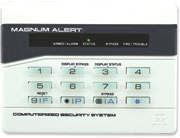 MAGNUM ALERT
ARMED/ALARM STATUS BYPASS FIRE/TROUBLE
DISPLAY BYPASS DISPLAY STATUS
1 2 3
4 5 6
RESET BYPASS
7 8 9 0
COMPUTERIZED SECURITY SYSTEM